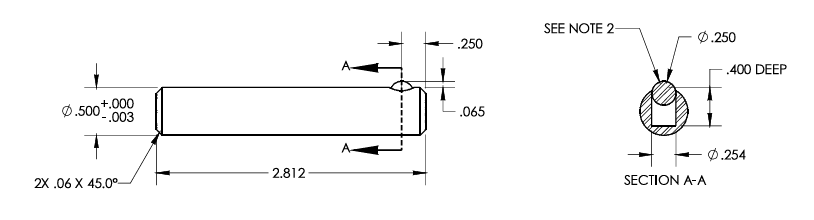 .250
SEE NOTE 2
⌀.250
A
.400 DEEP
⌀.500 +.000
-.003
.065
A
⌀.254
2X .06 X 45.0°
2.812
SECTION A-A